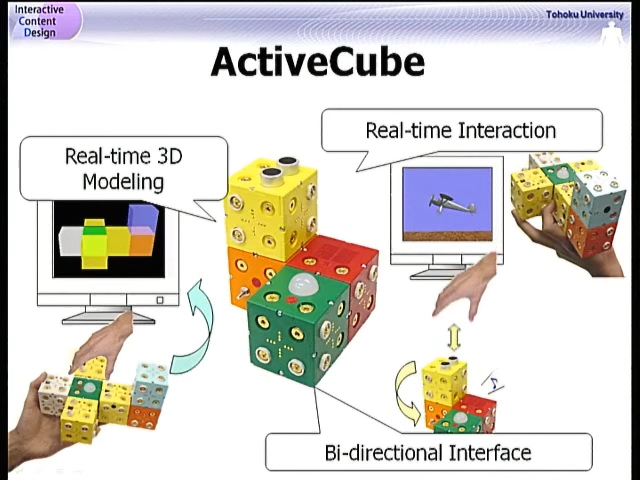 Interactive
Content
Design
Tohoku University
ActiveCube
Real-time 3D
Modeling
Real-time Interaction
Bi-directional Interface